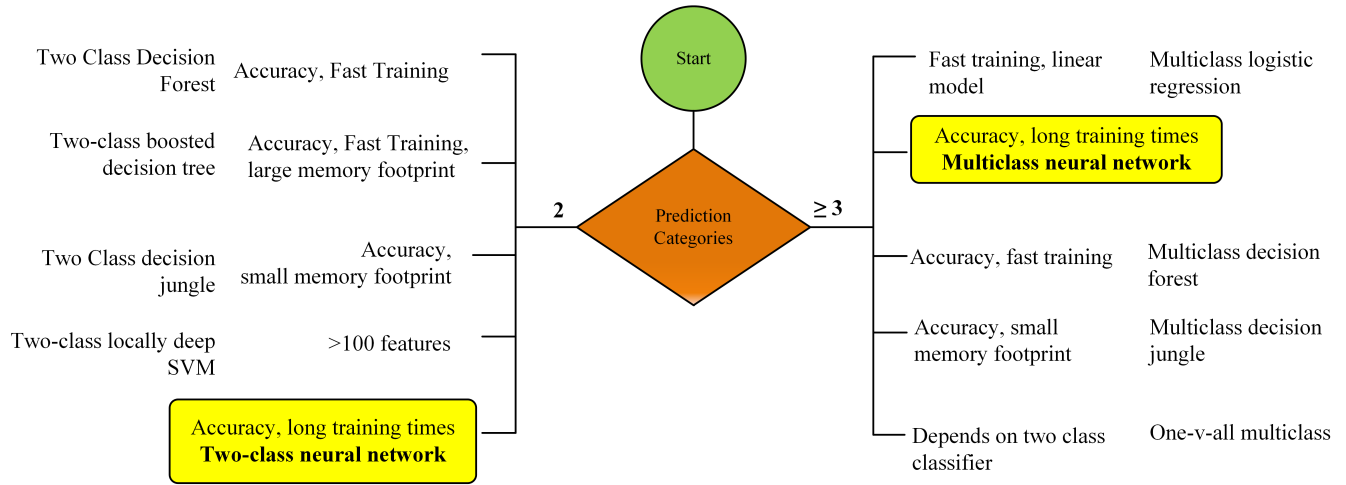 Start
Prediction
Categories
2
≥ 3
Two Class Decision
Forest
Accuracy, Fast Training
Two-class boosted
decision tree
Accuracy, Fast Training,
large memory footprint
Two Class decision
jungle
Accuracy,
small memory footprint
Two-class locally deep
SVM
>100 features
Accuracy, long training times
Two-class neural network
Fast training, linear
model
Multiclass logistic
regression
Accuracy, long training times
Multiclass neural network
Accuracy, fast training
Multiclass decision
forest
Accuracy, small
memory footprint
Multiclass decision
jungle
Depends on two class
classifier
One-v-all multiclass